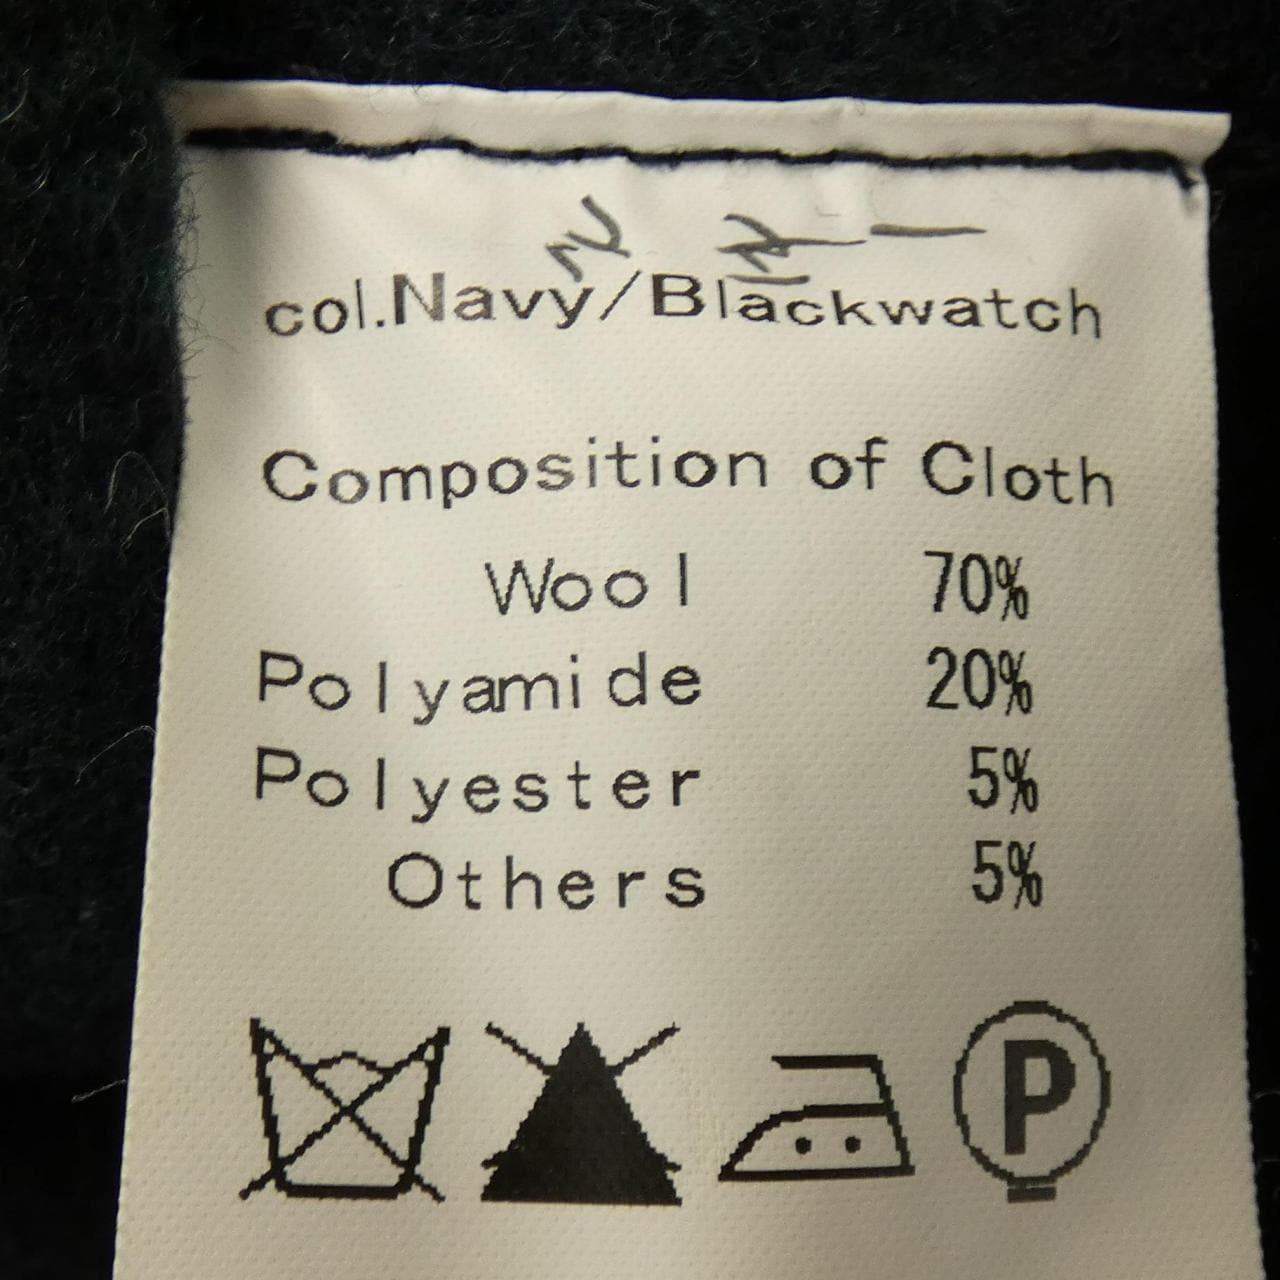 col.Navy/Blackwatch
Composition of Cloth
Wool 70%
Polyamide 20%
Polyester 5%
Others 5%
P